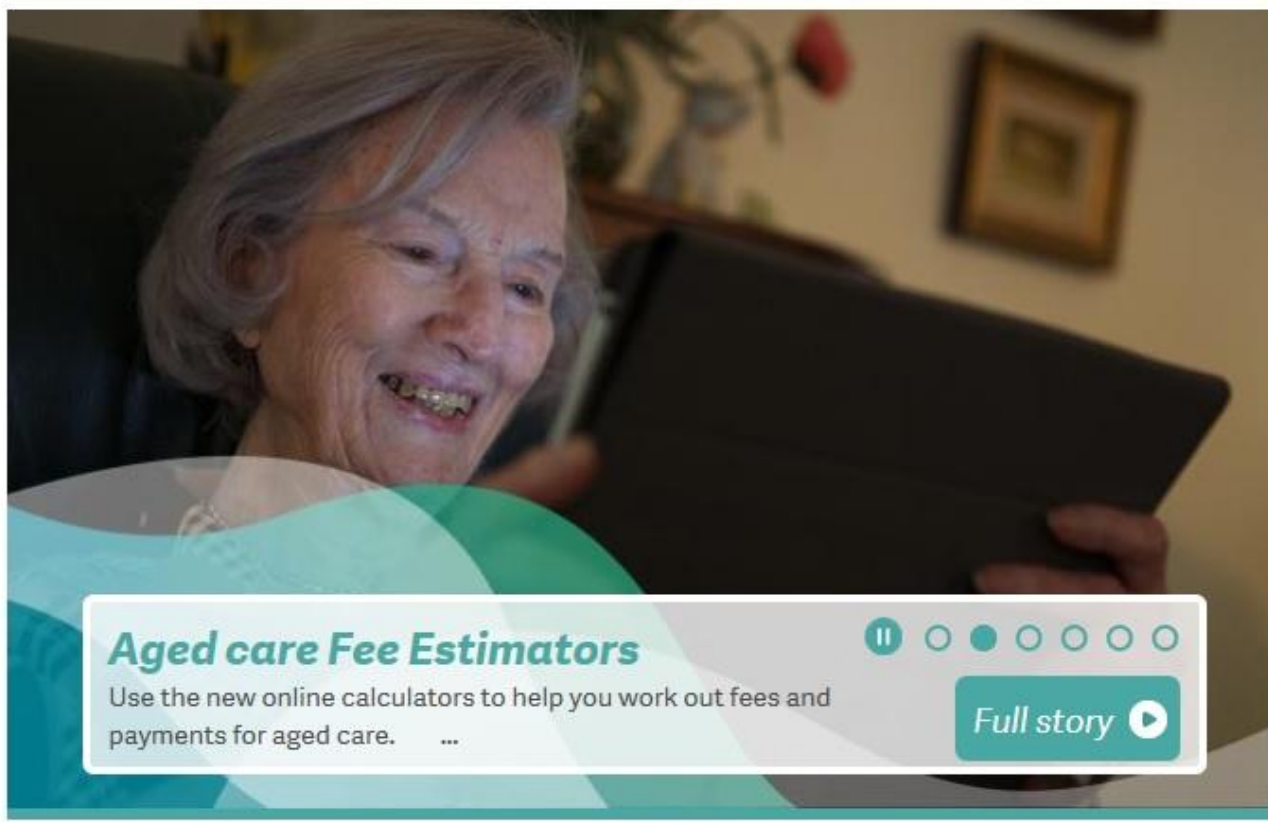 Aged care Fee Estimators
Use the new online calculators to help you work out fees and
payments for aged care. ...
Full story